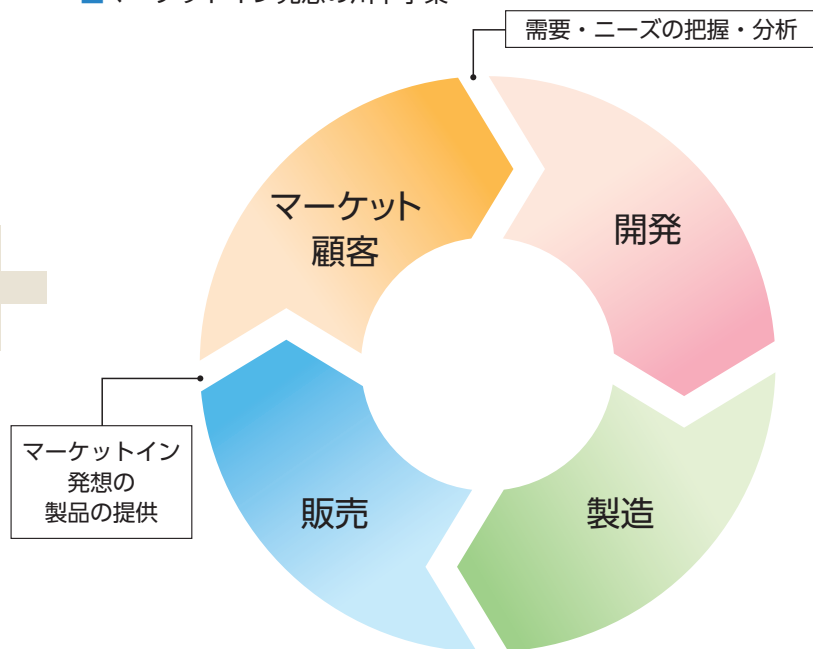 需要・ニーズの把握・分析
マーケット
顧客
開発
マーケットイン
発想の
製品の提供
販売
製造